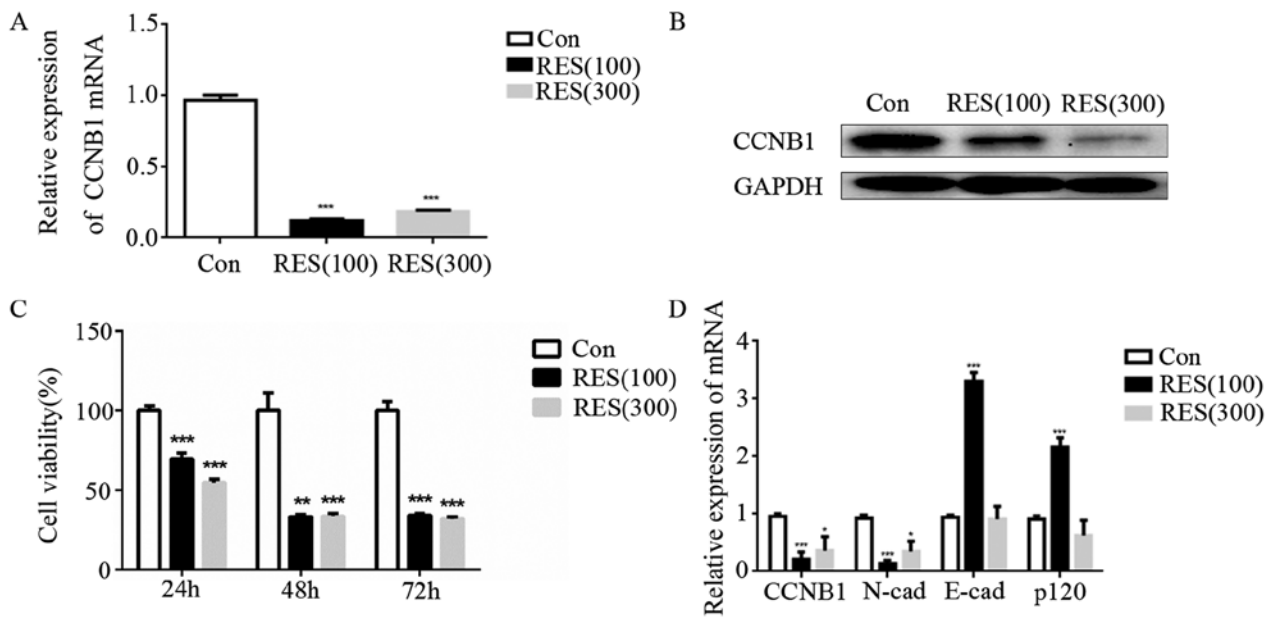 A
Relative expression
of CCNB1 mRNA
1.5
1.0
0.5
0.0
***
***
Con
RES(100)
RES(300)
Con
RES(100)
RES(300)
B
Con RES(100) RES(300)
CCNB1
GAPDH
C
Cell viability(%)
150
100
50
0
***
***
**
***
***
***
24h
48h
72h
Con
RES(100)
RES(300)
D
Relative expression of mRNA
4
3
2
1
0
***
*
***
*
***
***
CCNB1
N-cad
E-cad
p120
Con
RES(100)
RES(300)